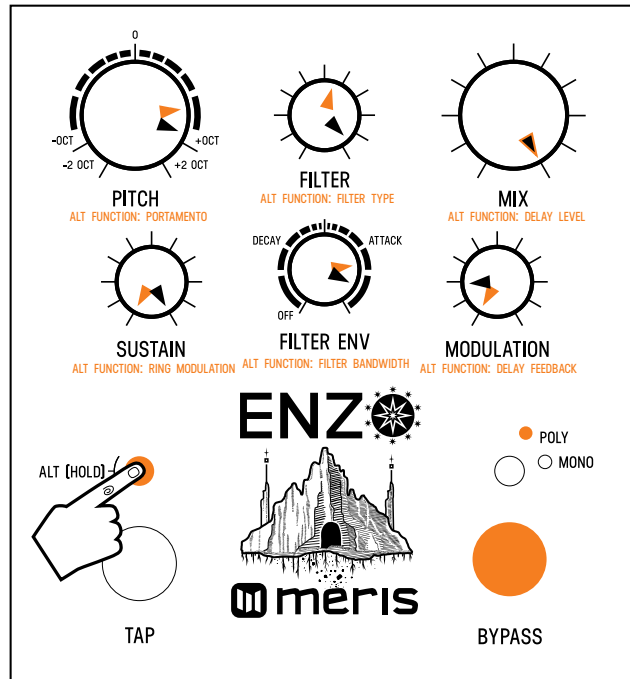 0
-OCT
+OCT
-2 OCT
+2 OCT
PITCH
ALT FUNCTION: PORTAMENTO
FILTER
ALT FUNCTION: FILTER TYPE
MIX
ALT FUNCTION: DELAY LEVEL
DECAY
ATTACK
OFF
SUSTAIN
ALT FUNCTION: RING MODULATION
FILTER ENV
ALT FUNCTION: FILTER BANDWIDTH
MODULATION
ALT FUNCTION: DELAY FEEDBACK
ENZO
POLY
MONO
ALT (HOLD)
meris
TAP
BYPASS